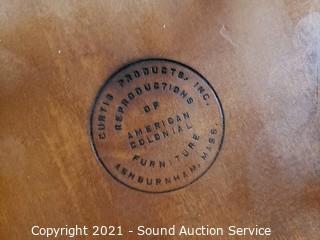 CURTIS PRODUCTS, INC.
REPRODUCTIONS
OF
AMERICAN
COLONIAL
FURNITURE
ASHBURNHAM, MASS.
Copyright 2021 - Sound Auction Service